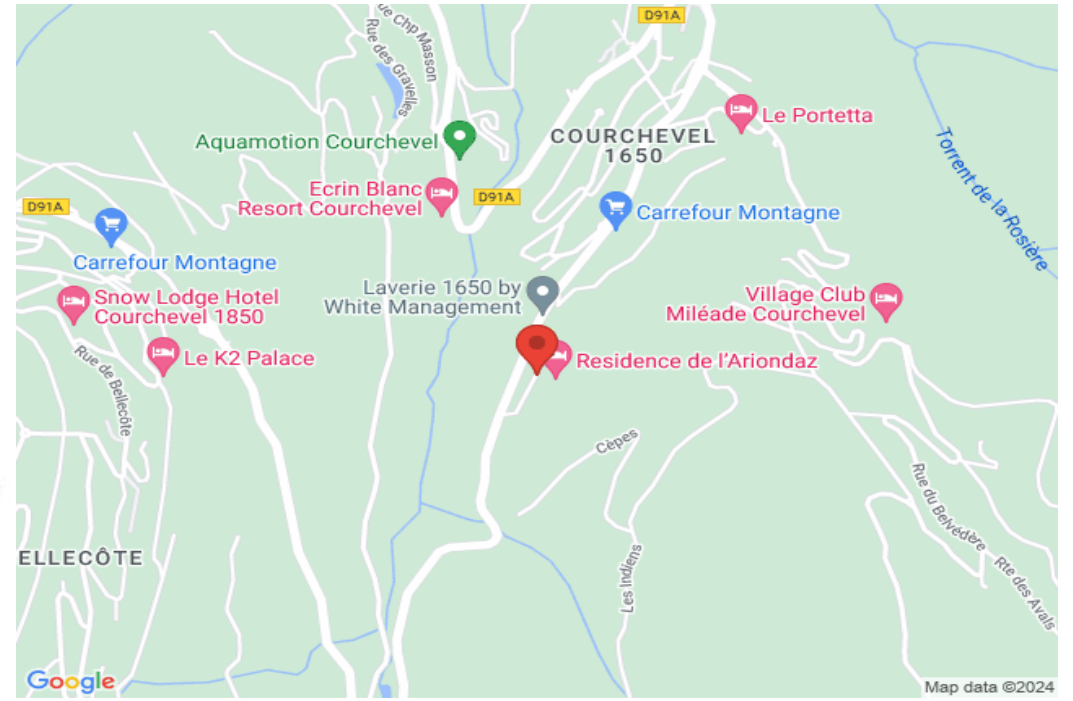 D91A
ue Chp Masson
Rue des Gravelles
Le Portetta
Aquamotion Courchevel
COURCHEVEL
1650
Torrent de la Rosière
Ecrin Blanc
Resort Courchevel
D91A
D91A
Carrefour Montagne
Carrefour Montagne
Laverie 1650 by
White Management
Snow Lodge Hotel
Courchevel 1850
Village Club
Miléade Courchevel
Le K2 Palace
Residence de l'Ariondaz
Rue de Bellecôte
Cèpes
Rue du Belvédère
ELLECÔTE
Les Indiens
Rte des Avals
Google
Map data ©2024